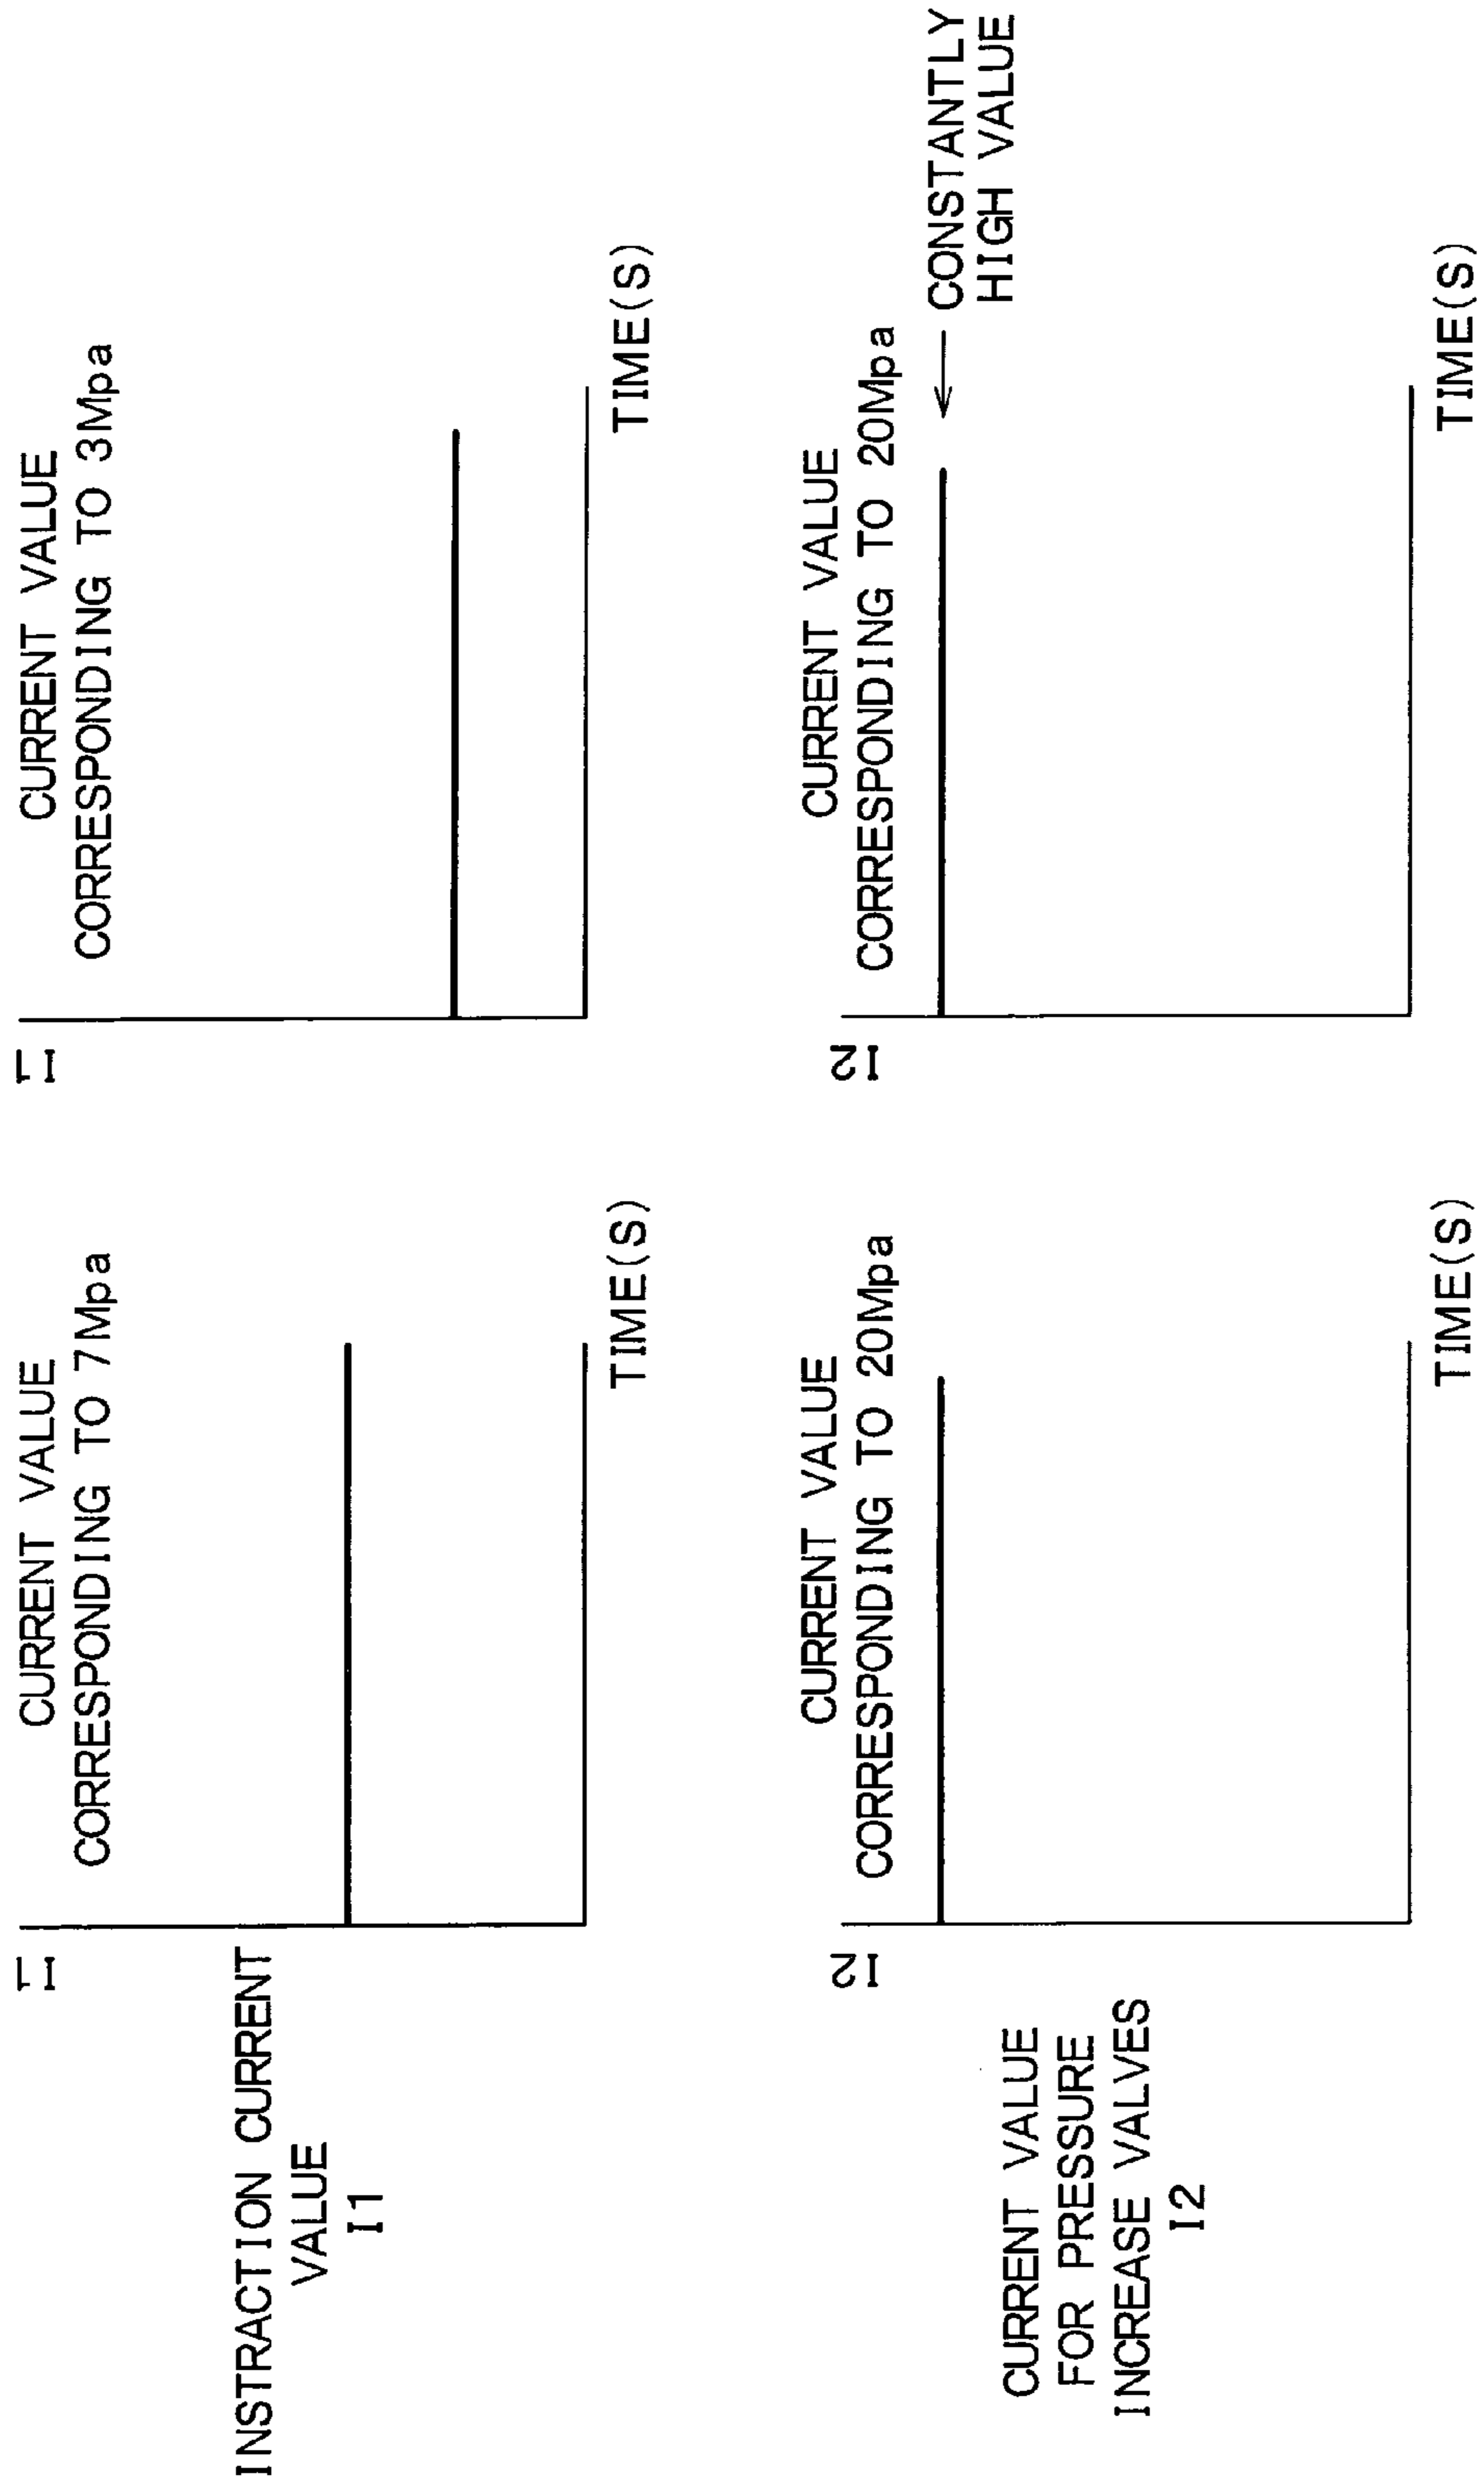 INSTRACTION CURRENT
VALUE
I1
I1
CURRENT VALUE
CORRESPONDING TO 7Mpa
TIME(S)
I1
CURRENT VALUE
CORRESPONDING TO 3Mpa
TIME(S)
CURRENT VALUE
FOR PRESSURE
INCREASE VALVES
I2
I2
CURRENT VALUE
CORRESPONDING TO 20Mpa
TIME(S)
I2
CURRENT VALUE
CORRESPONDING TO 20Mpa
CONSTANTLY
HIGH VALUE
TIME(S)